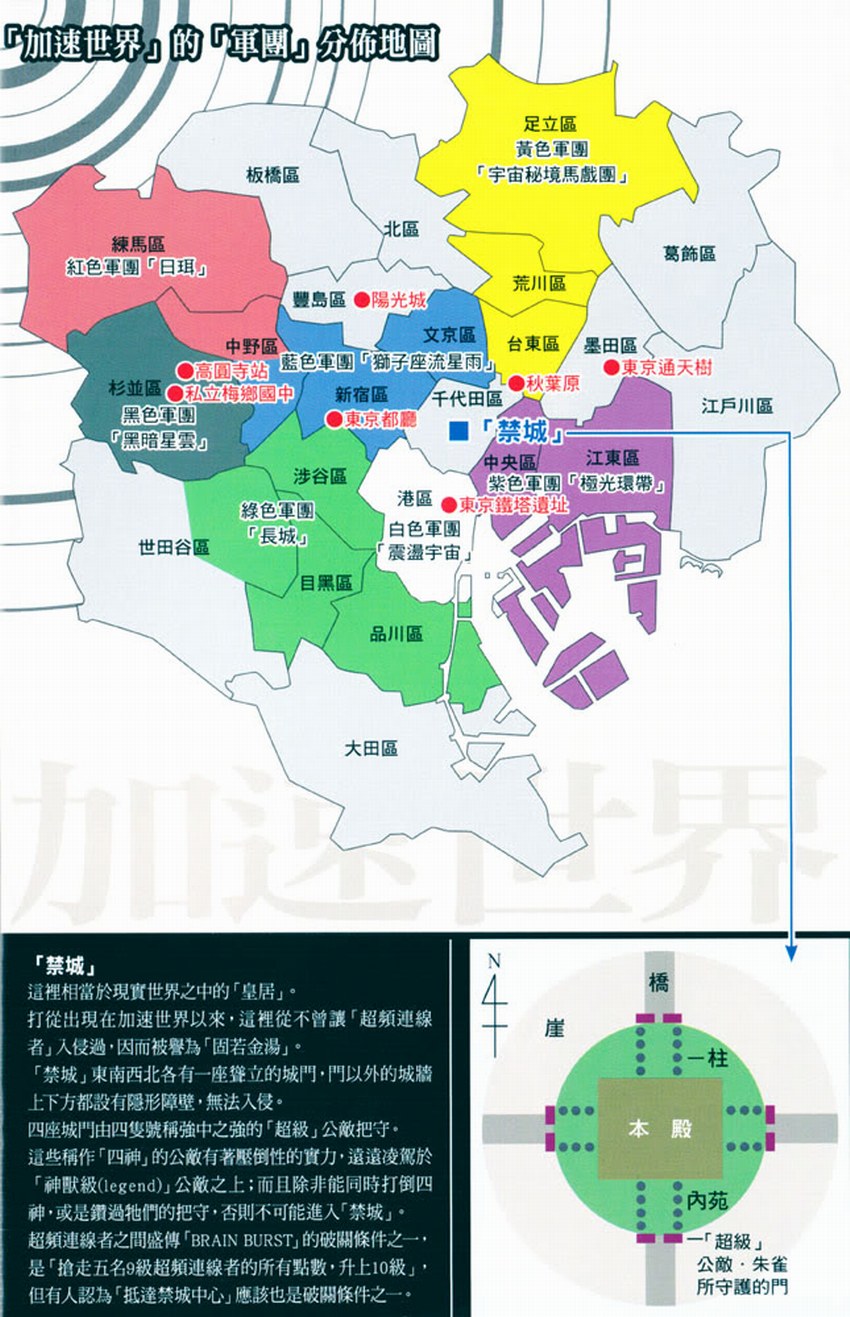 「加速世界」的「軍團」分佈地圖
足立區
黃色軍團
「宇宙秘境馬戲團」
板橋區
北區
葛飾區
練馬區
紅色軍團「日珥」
荒川區
豐島區
陽光城
文京區
台東區
墨田區
中野區
藍色軍團「獅子座流星雨」
東京通天樹
高圓寺站
秋葉原
杉並區
私立梅鄉國中
新宿區
千代田區
江戶川區
黑色軍團
「黑暗星雲」
東京都廳
「禁城」
中央區
江東區
涉谷區
紫色軍團「極光環帶」
港區
東京鐵塔遺址
綠色軍團
「長城」
白色軍團
「震盪宇宙」
世田谷區
目黑區
品川區
大田區
加速世界
「禁城」
這裡相當於現實世界之中的「皇居」。
打從出現在加速世界以來，這裡從不曾讓「超頻連線
者」入侵過，因而被譽為「固若金湯」。
「禁城」東南西北各有一座聳立的城門，門以外的城牆
上下方都設有隱形障壁，無法入侵。
四座城門由四隻號稱強中之強的「超級」公敵把守。
這些稱作「四神」的公敵有著壓倒性的實力，遠遠凌駕於
「神獸級(legend)」公敵之上；而且除非能同時打倒四
神，或是鑽過牠們的把守，否則不可能進入「禁城」。
超頻連線者之間盛傳「BRAIN BURST」的破關條件之一，
是「搶走五名9級超頻連線者的所有點數，升上10級」，
但有人認為「抵達禁城中心」應該也是破關條件之一。
N
橋
崖
柱
本 殿
內苑
「超級」
公敵・朱雀
所守護的門